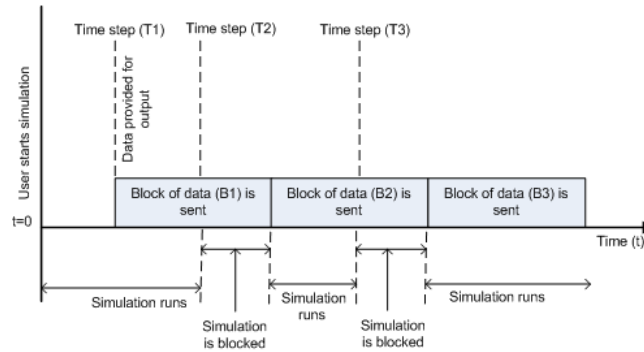 Time step (T1)
Time step (T2)
Time step (T3)
User starts simulation
Data provided for
output
t=0
Block of data (B1) is
sent
Block of data (B2) is
sent
Block of data (B3) is
sent
Time (t)
Simulation runs
Simulation
is blocked
Simulation
runs
Simulation
is blocked
Simulation runs